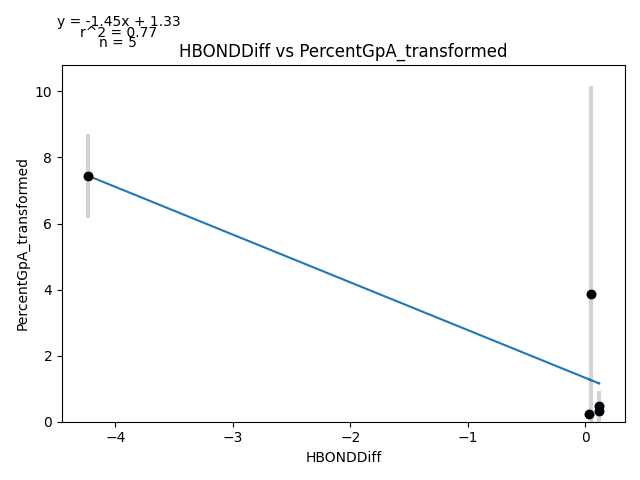 y = -1.45x + 1.33
r^2 = 0.77
n = 5
HBONDDiff vs PercentGpA_transformed
PercentGpA_transformed
10
8
6
4
2
0
−4
−3
−2
−1
0
HBONDDiff